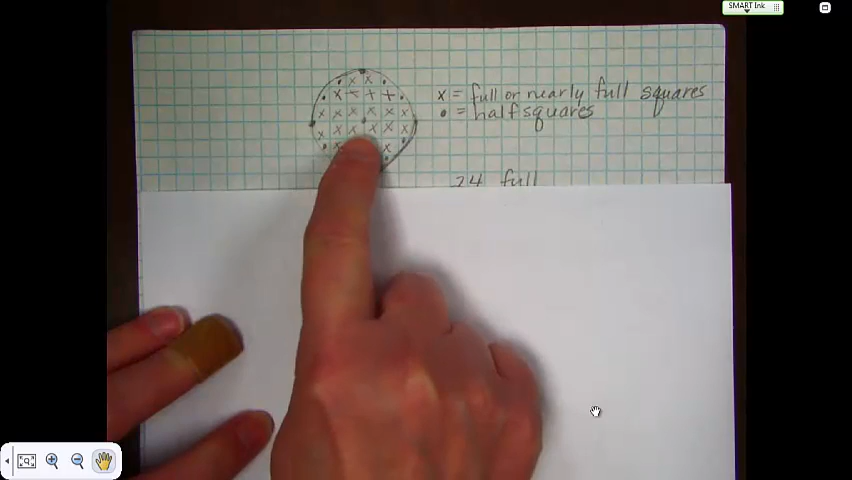 SMART Ink
x = full or nearly full squares
• = half squares
24 full